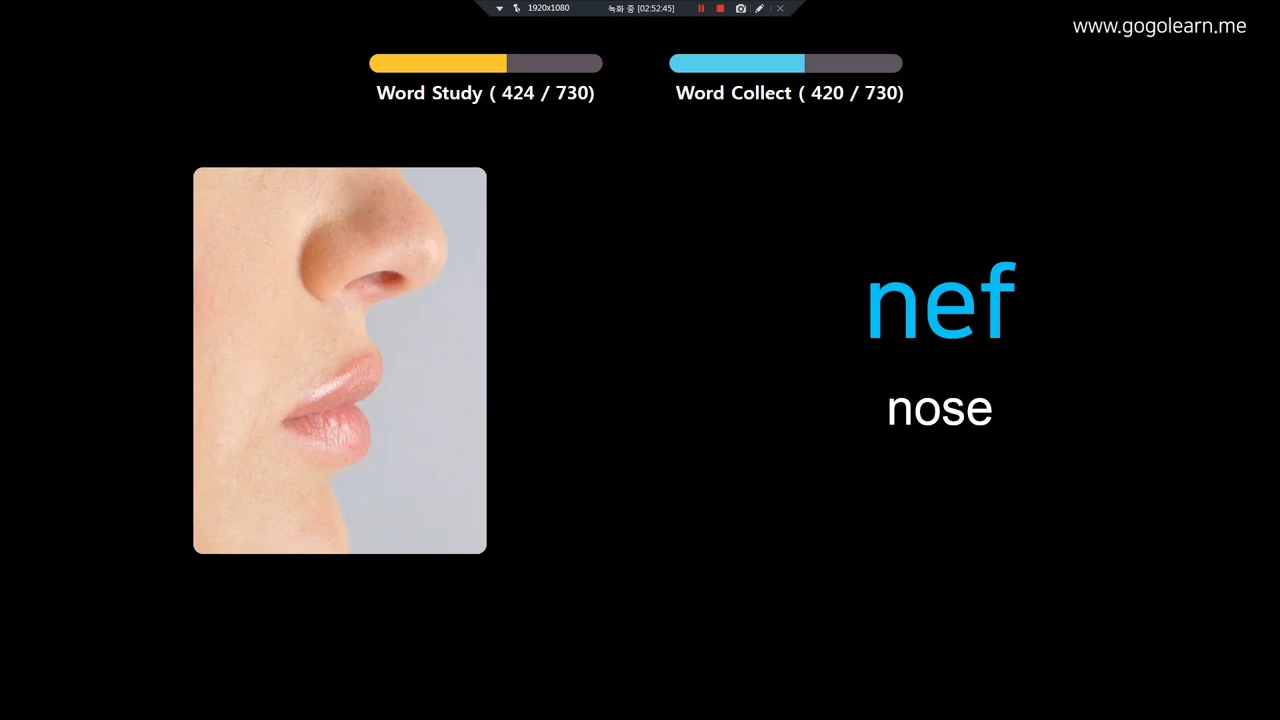 1920x1080
녹화 중 [02:52:45]
www.gogolearn.me
Word Study ( 424 / 730)
Word Collect ( 420 / 730)
nef
nose